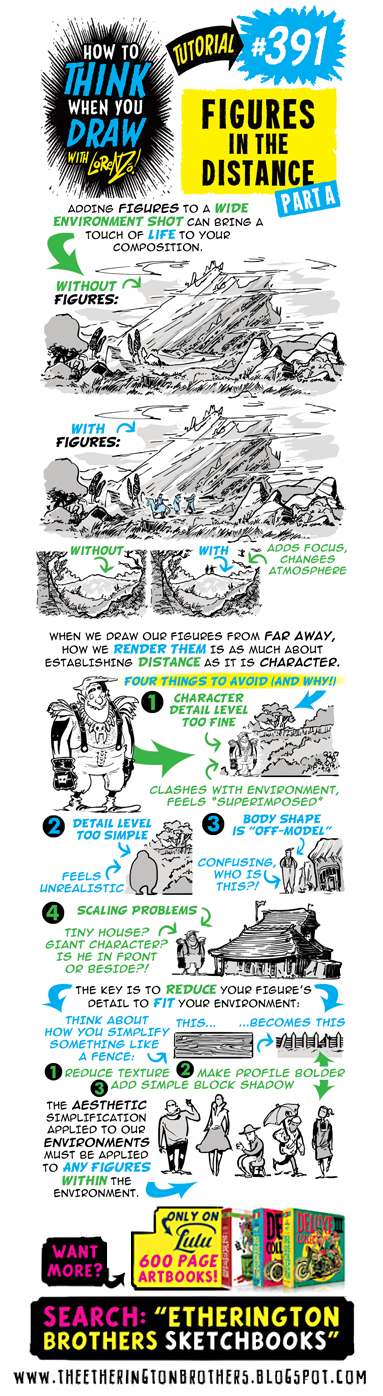 HOW TO
THINK
WHEN YOU
DRAW
WITH LORENZO!
TUTORIAL
#391
FIGURES
IN THE
DISTANCE
PART A
ADDING FIGURES TO A WIDE
ENVIRONMENT SHOT CAN BRING A
TOUCH OF LIFE TO YOUR
COMPOSITION.
WITHOUT
FIGURES:
WITH
FIGURES:
WITHOUT
WITH
ADDS FOCUS,
CHANGES
ATMOSPHERE
WHEN WE DRAW OUR FIGURES FROM FAR AWAY,
HOW WE RENDER THEM IS AS MUCH ABOUT
ESTABLISHING DISTANCE AS IT IS CHARACTER.
FOUR THINGS TO AVOID (AND WHY!)
1 CHARACTER
DETAIL LEVEL
TOO FINE
CLASHES WITH ENVIRONMENT,
FEELS "SUPERIMPOSED"
2 DETAIL LEVEL
TOO SIMPLE
FEELS
UNREALISTIC
3 BODY SHAPE
IS "OFF-MODEL"
CONFUSING,
WHO IS
THIS?!
4 SCALING PROBLEMS
TINY HOUSE?
GIANT CHARACTER?
IS HE IN FRONT
OR BESIDE?!
THE KEY IS TO REDUCE YOUR FIGURE'S
DETAIL TO FIT YOUR ENVIRONMENT:
THINK ABOUT
HOW YOU SIMPLIFY
SOMETHING LIKE
A FENCE:
THIS... ...BECOMES THIS
1 REDUCE TEXTURE 2 MAKE PROFILE BOLDER
3 ADD SIMPLE BLOCK SHADOW
THE AESTHETIC
SIMPLIFICATION
APPLIED TO OUR
ENVIRONMENTS
MUST BE APPLIED
TO ANY FIGURES
WITHIN THE
ENVIRONMENT.
WANT
MORE?
ONLY ON
Lulu
600 PAGE
ARTBOOKS!
DELUXE
SEARCH: "ETHERINGTON
BROTHERS SKETCHBOOKS"
WWW.THEETHERINGTONBROTHERS.BLOGSPOT.COM